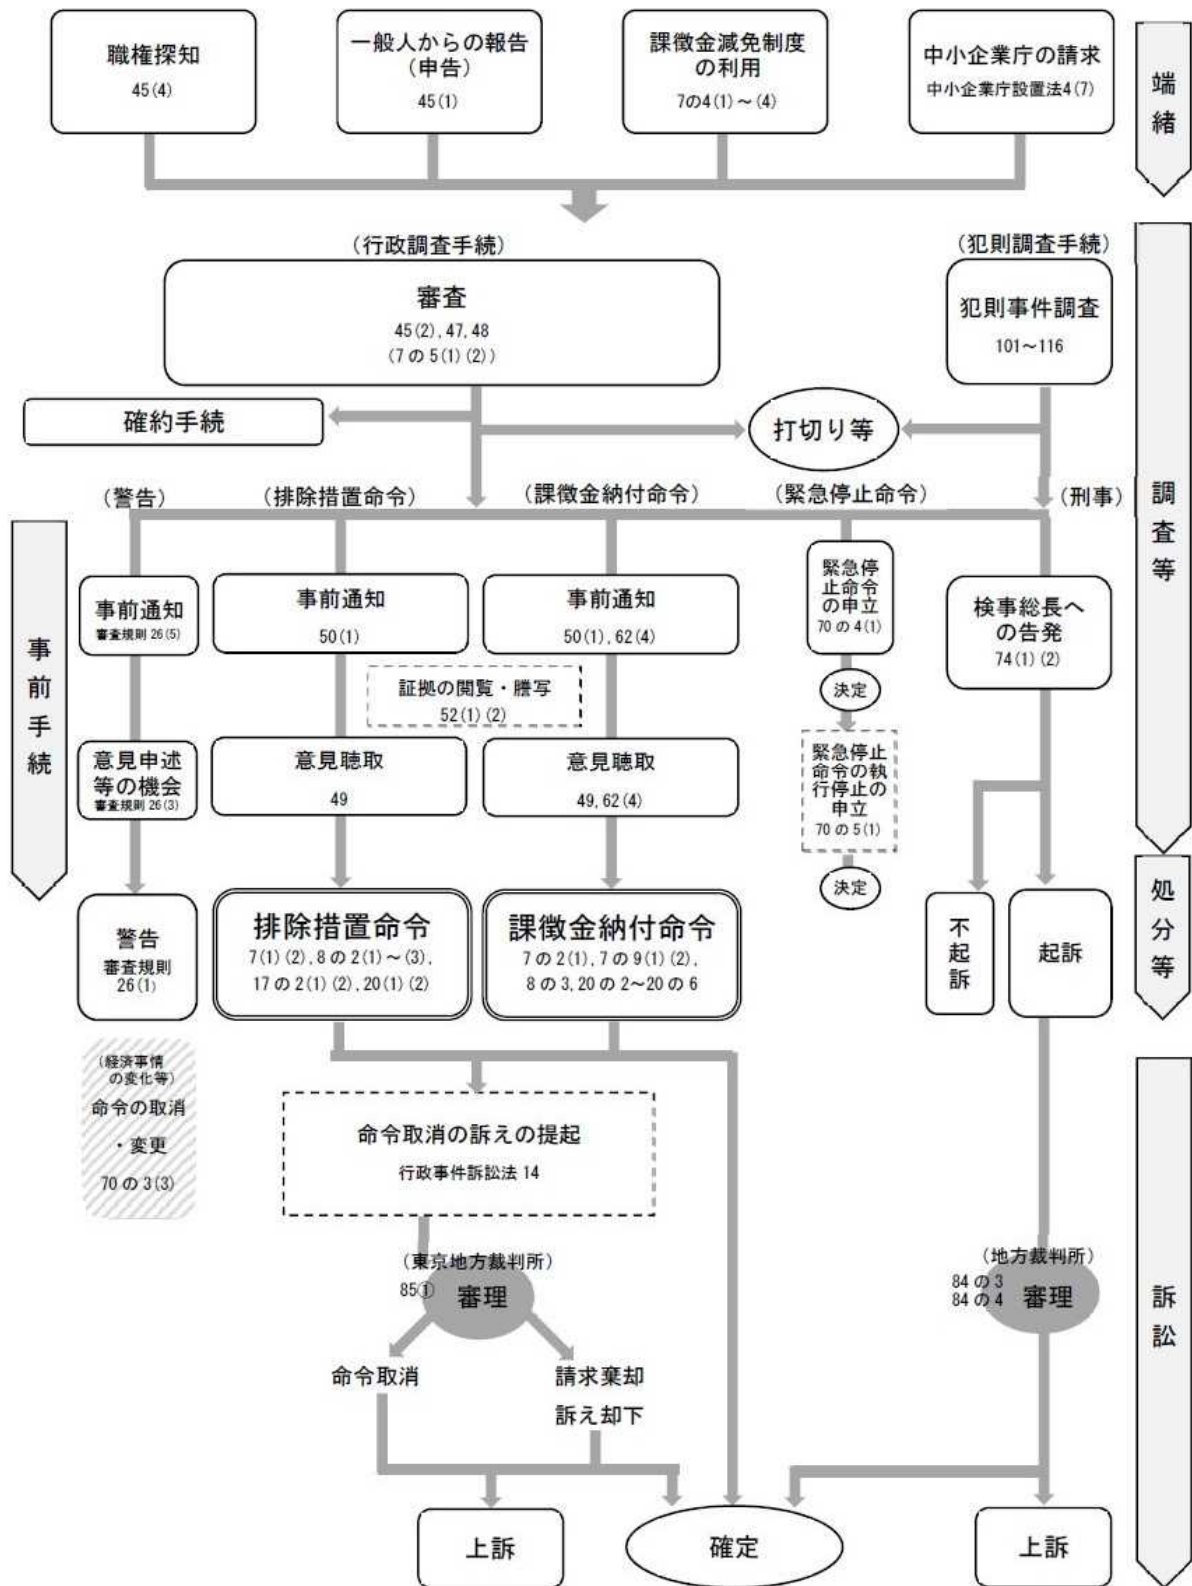 職権探知
45(4)
一般人からの報告
(申告)
45(1)
課徴金減免制度
の利用
7の4(1)～(4)
中小企業庁の請求
中小企業庁設置法4(7)
端緒
(行政調査手続)
審査
45(2),47,48
(7の5(1)(2))
(犯則調査手続)
犯則事件調査
101～116
確約手続
打切り等
調査等
(警告)
(排除措置命令)
(課徴金納付命令)
(緊急停止命令)
(刑事)
事前手続
事前通知
審査規則26(5)
事前通知
50(1)
事前通知
50(1),62(4)
緊急停
止命令
の申立
70の4(1)
検事総長へ
の告発
74(1)(2)
証拠の閲覧・謄写
52(1)(2)
決定
意見申述
等の機会
審査規則26(3)
意見聴取
49
意見聴取
49,62(4)
緊急停止
命令の執
行停止の
申立
70の5(1)
決定
処分等
警告
審査規則
26(1)
排除措置命令
7(1)(2),8の2(1)～(3),
17の2(1)(2),20(1)(2)
課徴金納付命令
7の2(1),7の9(1)(2),
8の3,20の2～20の6
不起訴
起訴
(経済事情
の変化等)
命令の取消
・変更
70の3(3)
命令取消の訴えの提起
行政事件訴訟法14
訴訟
(東京地方裁判所)
85①
審理
(地方裁判所)
84の3
84の4
審理
命令取消
請求棄却
訴え却下
上訴
確定
上訴